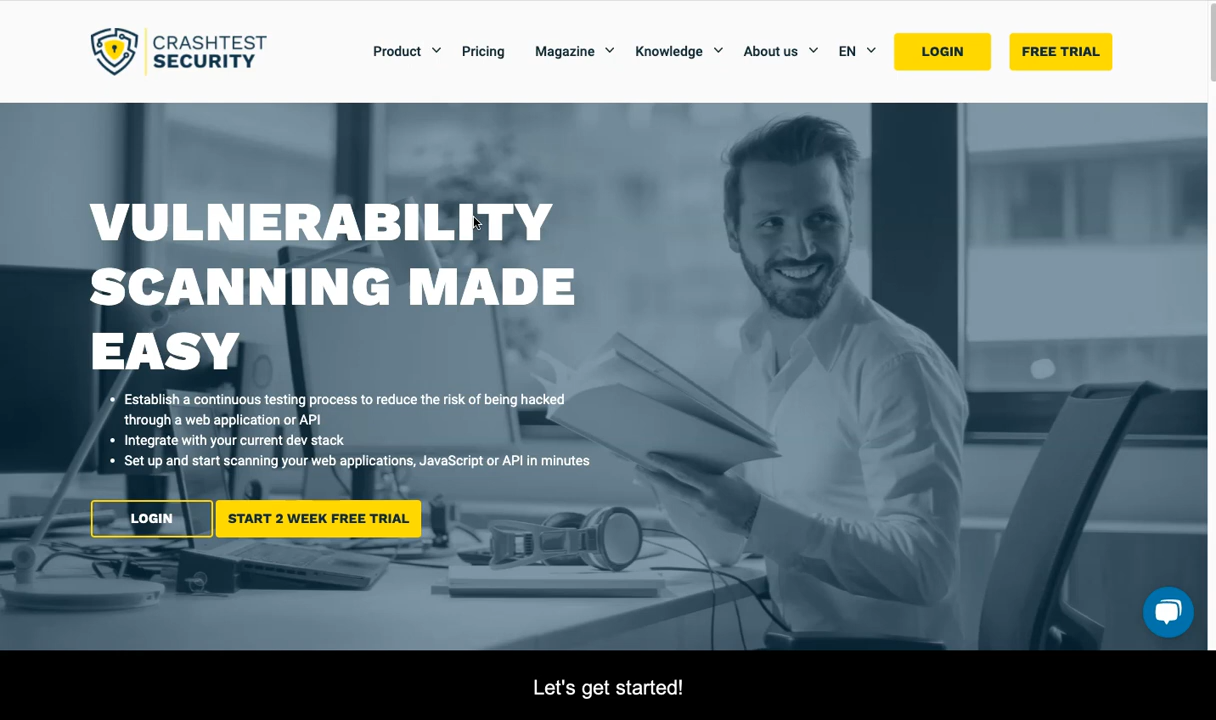 CRASHTEST
SECURITY
Product
Pricing
Magazine
Knowledge
About us
EN
LOGIN
FREE TRIAL
VULNERABILITY
SCANNING MADE
EASY
• Establish a continuous testing process to reduce the risk of being hacked
through a web application or API
• Integrate with your current dev stack
• Set up and start scanning your web applications, JavaScript or API in minutes
LOGIN
START 2 WEEK FREE TRIAL
Let's get started!